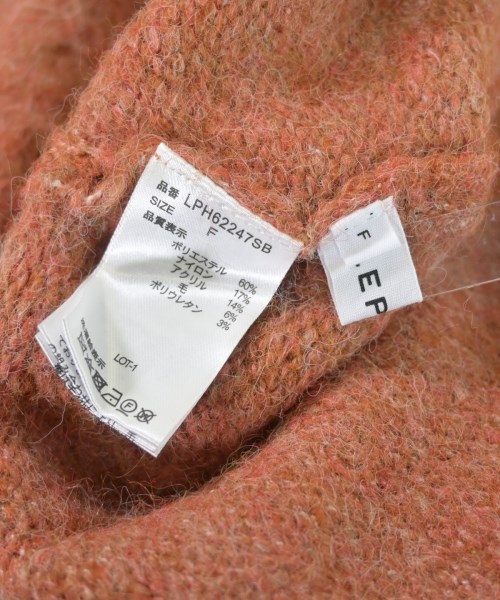 品番 LPH62247SB
SIZE F
品質表示
ポリエステル 60%
ナイロン 17%
アクリル 14%
毛 6%
ポリウレタン 3%
LOT-1
F
F
.EP